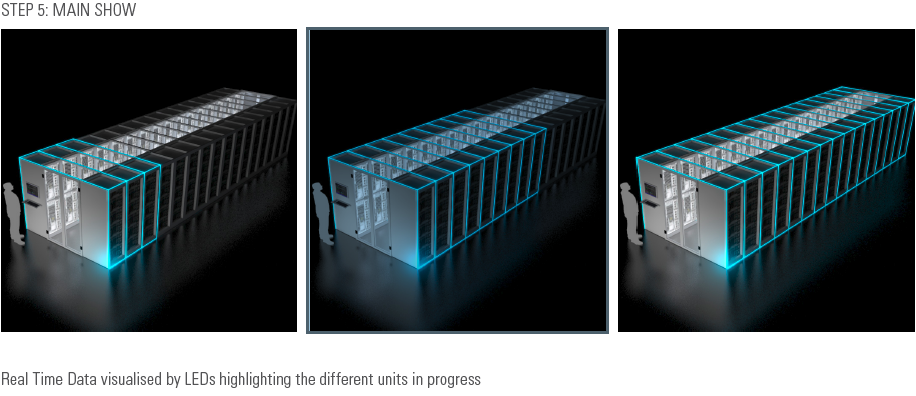 STEP 5: MAIN SHOW
Real Time Data visualised by LEDs highlighting the different units in progress